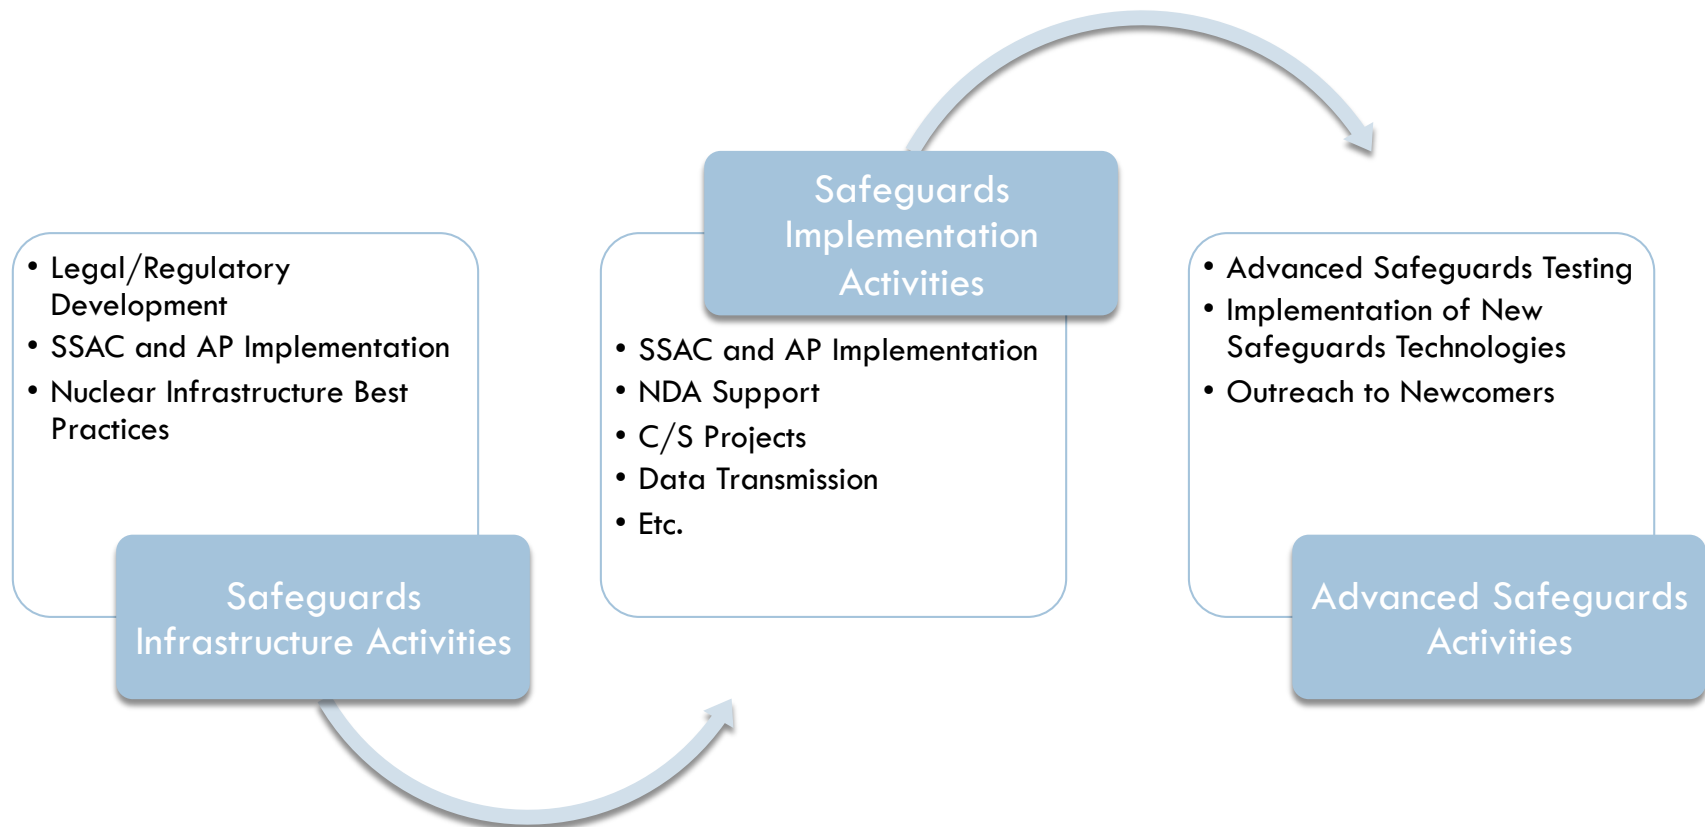 • Legal/Regulatory
Development
• SSAC and AP Implementation
• Nuclear Infrastructure Best
Practices
Safeguards
Infrastructure Activities
Safeguards
Implementation
Activities
• SSAC and AP Implementation
• NDA Support
• C/S Projects
• Data Transmission
• Etc.
• Advanced Safeguards Testing
• Implementation of New
Safeguards Technologies
• Outreach to Newcomers
Advanced Safeguards
Activities